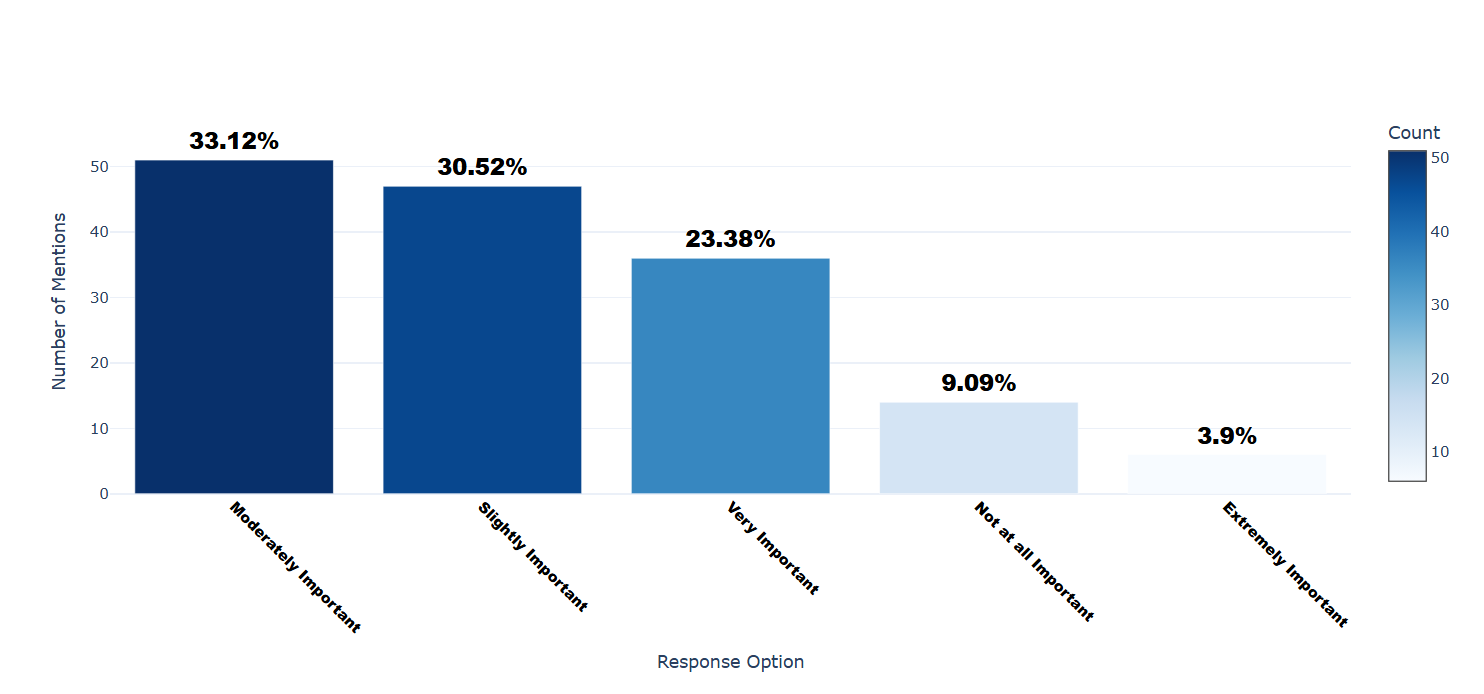 33.12%
30.52%
23.38%
9.09%
3.9%
Number of Mentions
50
40
30
20
10
0
Moderately Important
Slightly Important
Very Important
Not at all Important
Extremely Important
Response Option
Count
50
40
30
20
10